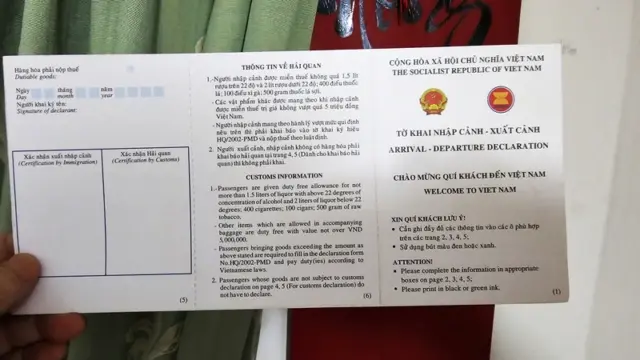 Hàng hóa phải nộp thuế
Dutiable goods:
Ngày tháng năm
Day month year
Người khai ký tên:
Signature of declarant:
Xác nhận xuất nhập cảnh
(Certification by Immigration)
Xác nhận Hải quan
(Certification by Customs)
(5)
THÔNG TIN VỀ HẢI QUAN
1.-Người nhập cảnh được miễn thuế không quá 1,5 lít
rượu trên 22 độ và 2 lít rượu dưới 22 độ; 400 điếu thuốc
lá; 100 điếu xì gà; 500 gram thuốc lá sợi.
- Các vật phẩm khác được mang theo khi nhập cảnh
được miễn thuế trị giá không vượt quá 5 triệu đồng
Việt Nam.
- Người nhập cảnh mang theo hành lý vượt mức qui định
nêu trên thì phải khai báo vào tờ khai ký hiệu
HQ/2002-PMD và nộp thuế theo luật định.
2. Người xuất cảnh, nhập cảnh không có hàng hóa phải
khai báo hải quan tại trang 4, 5 (Dành cho khai báo hải
quan) thì không phải khai.
CUSTOMS INFORMATION
1.-Passengers are given duty free allowance for not
more than 1.5 liters of liquor with above 22 degrees of
concentration of alcohol and 2 liters of liquor below 22
degrees; 400 cigarettes; 100 cigars; 500 gram of raw
tobacco.
- Other items which are allowed in accompanying
baggage are duty free with value not over VND
5,000,000.
- Passengers bringing goods exceeding the amount as
above stated are required to fill in the declaration form
No.HQ/2002-PMD and pay duty(ies) according to
Vietnamese laws.
2. Passengers whose goods are not subject to customs
declaration on page 4, 5 (For customs declaration) do
not have to declare.
(6)
CỘNG HÒA XÃ HỘI CHỦ NGHĨA VIỆT NAM
THE SOCIALIST REPUBLIC OF VIET NAM
TỜ KHAI NHẬP CẢNH - XUẤT CẢNH
ARRIVAL - DEPARTURE DECLARATION
CHÀO MỪNG QUÍ KHÁCH ĐẾN VIỆT NAM
WELCOME TO VIET NAM
XIN QUÍ KHÁCH LƯU Ý!
• Cần ghi đầy đủ các thông tin vào các ô phù hợp
trên các trang 2, 3, 4, 5;
• Sử dụng bút màu đen hoặc xanh.
ATTENTION!
• Please complete the information in appropriate
boxes on page 2, 3, 4, 5;
• Please print in black or green ink.
(1)